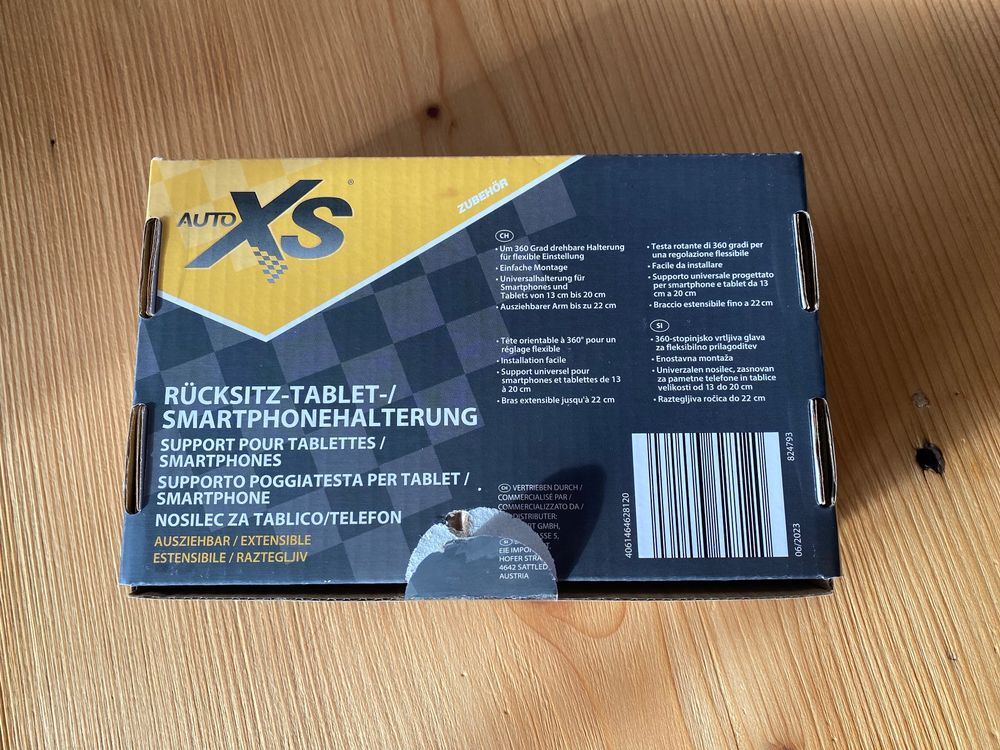 AUTO XS ®
ZUBEHÖR
RÜCKSITZ-TABLET-/
SMARTPHONEHALTERUNG
SUPPORT POUR TABLETTES /
SMARTPHONES
SUPPORTO POGGIATESTA PER TABLET /
SMARTPHONE
NOSILEC ZA TABLICO/TELEFON
AUSZIEHBAR / EXTENSIBLE
ESTENSIBILE / RAZTEGLJIV
CH
• Um 360 Grad drehbare Halterung
für flexible Einstellung
• Einfache Montage
• Universalhalterung für
Smartphones und
Tablets von 13 cm bis 20 cm
• Ausziehbarer Arm bis zu 22 cm
• Tête orientable à 360° pour un
réglage flexible
• Installation facile
• Support universel pour
smartphones et tablettes de 13
à 20 cm
• Bras extensible jusqu'à 22 cm
• Testa rotante di 360 gradi per
una regolazione flessibile
• Facile da installare
• Supporto universale progettato
per smartphone e tablet da 13
cm a 20 cm
• Braccio estensibile fino a 22 cm
SI
• 360-stopinjsko vrtljiva glava
za fleksibilno prilagoditev
• Enostavna montaža
• Univerzalen nosilec, zasnovan
za pametne telefone in tablice
velikosti od 13 do 20 cm
• Raztegljiva ročica do 22 cm
CH VERTRIEBEN DURCH /
COMMERCIALISÉ PAR /
COMMERCIALIZZATO DA /
DISTRIBUTER:
GMBH,
5,
SI
EJE
HOFER
4642 SATTLED
AUSTRIA
4061464628120
824793
06/2023